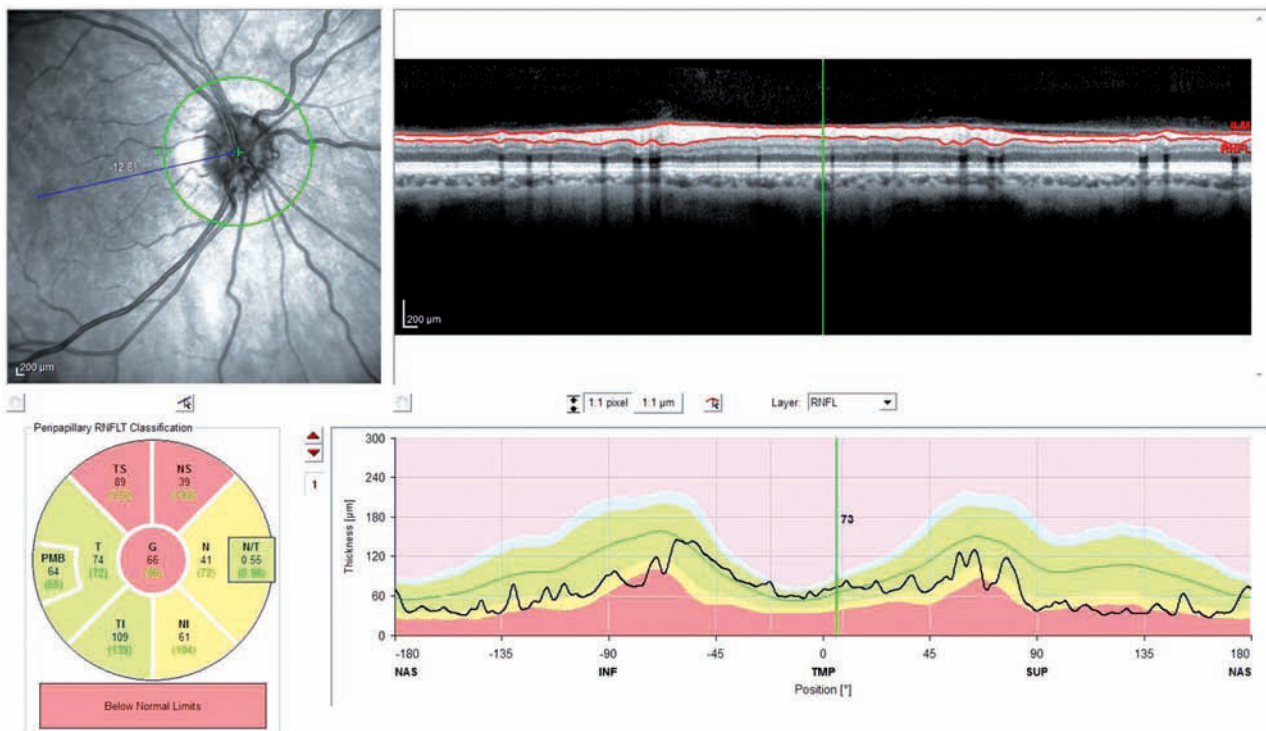 -12.6°
200 µm
ILM
RNFL
200 µm
1:1 pixel
1:1 µm
Layer:
RNFL
Peripapillary RNFLT Classification
TS
89
NS
39
PMB
64
(55)
T
74
(72)
G
66
N
41
(72)
N/T
0.55
TI
109
(139)
NI
61
(104)
Below Normal Limits
1
Thickness [µm]
300
240
180
120
60
0
73
-180
-135
-90
-45
0
45
90
135
180
NAS
INF
TMP
SUP
NAS
Position [°]